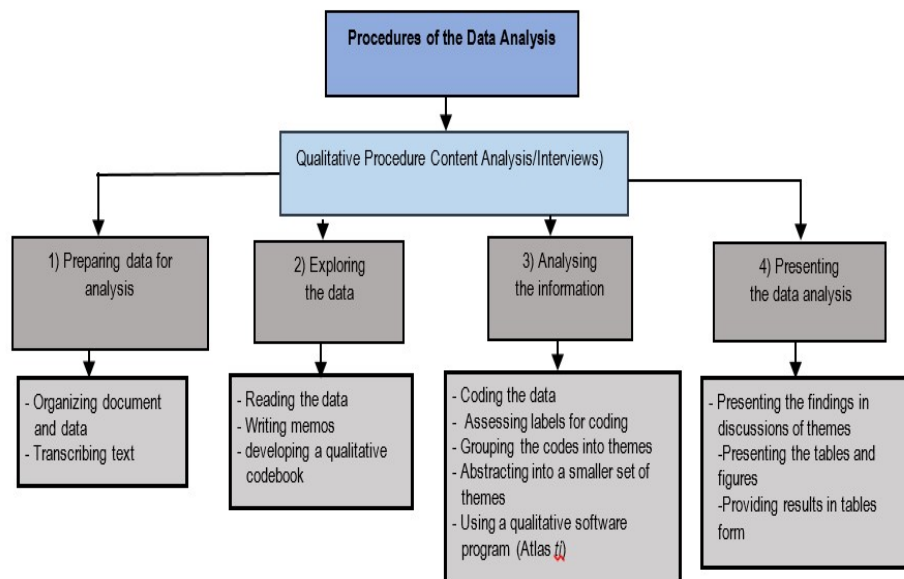 Procedures of the Data Analysis
Qualitative Procedure Content Analysis/Interviews)
1) Preparing data for
analysis
2) Exploring
the data
3) Analysing
the information
4) Presenting
the data analysis
- Organizing document
and data
- Transcribing text
- Reading the data
- Writing memos
- developing a qualitative
codebook
- Coding the data
- Assessing labels for coding
- Grouping the codes into themes
- Abstracting into a smaller set of
themes
- Using a qualitative software
program (Atlas ti)
- Presenting the findings in
discussions of themes
-Presenting the tables and
figures
-Providing results in tables
form